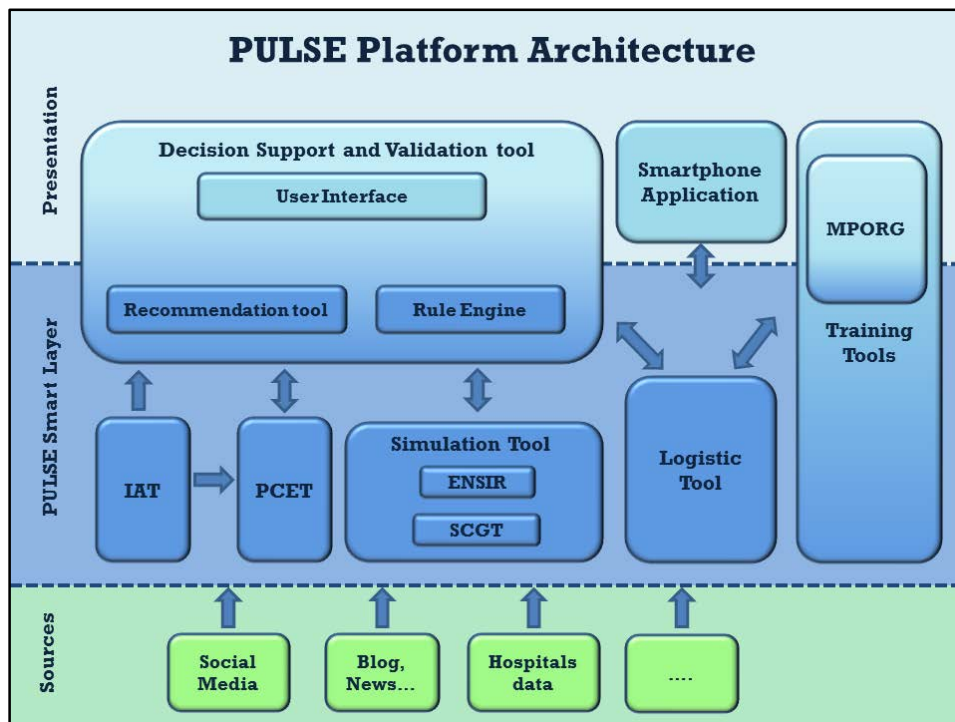 PULSE Platform Architecture
Presentation
Decision Support and Validation tool
User Interface
Recommendation tool
Rule Engine
Smartphone
Application
MPORG
Training
Tools
PULSE Smart Layer
IAT
PCET
Simulation Tool
ENSIR
SCGT
Logistic
Tool
Sources
Social
Media
Blog,
News...
Hospitals
data
....